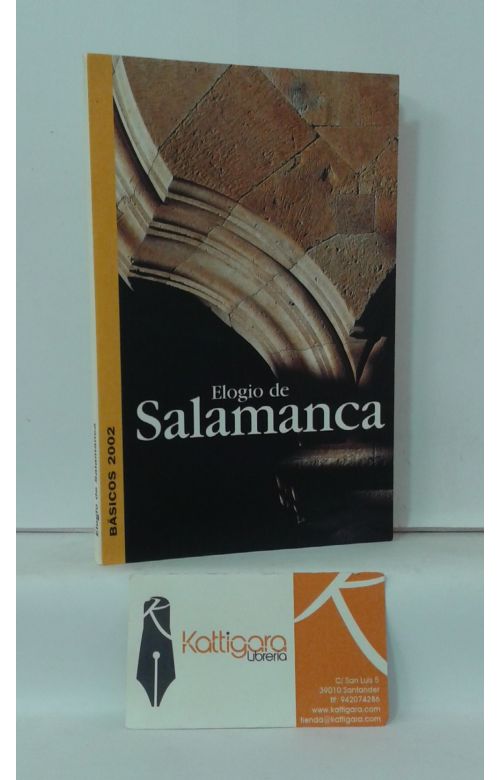 Elogio de
Salamanca
BÁSICOS 2002
Elogio de Salamanca
Kattigara
Librería
C/ San Luis 5
39010 Santander
tlf: 942074286
www.kattigara.com
tienda@kattigara.com